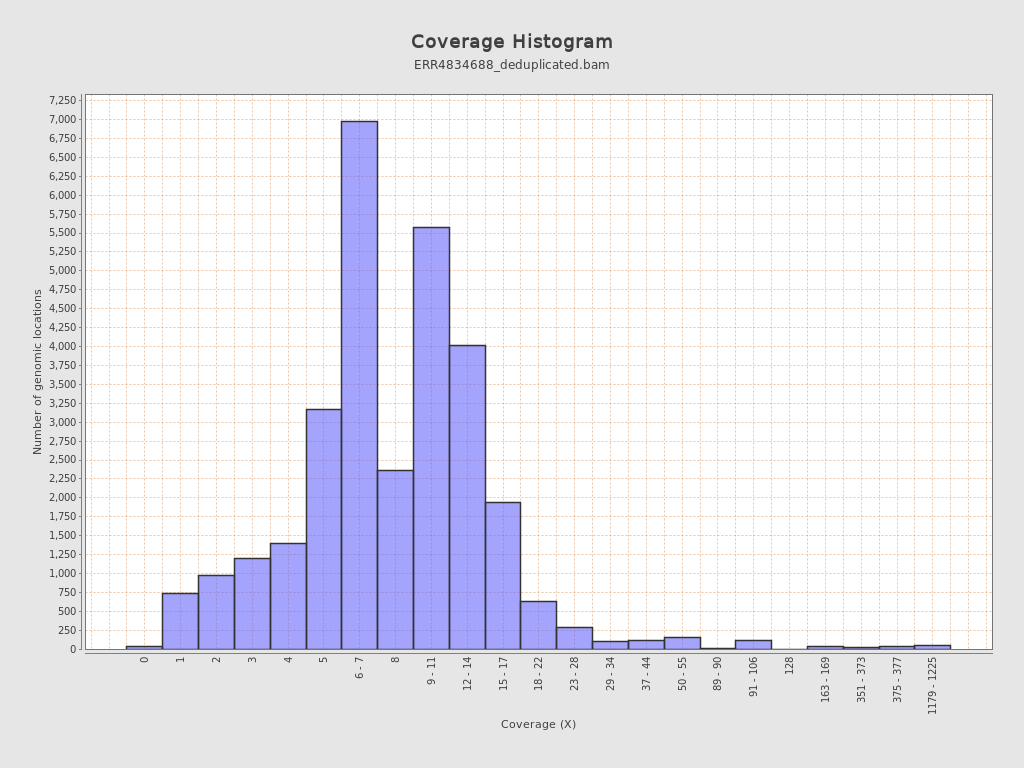 Coverage Histogram
ERR4834688_deduplicated.bam
7,250
7,000
6,750
6,500
6,250
6,000
5,750
5,500
5,250
5,000
4,750
4,500
4,250
4,000
3,750
3,500
3,250
3,000
2,750
2,500
2,250
2,000
1,750
1,500
1,250
1,000
750
500
250
0
Number of genomic locations
0
1
2
3
4
5
6 - 7
8
9 - 11
12 - 14
15 - 17
18 - 22
23 - 28
29 - 34
37 - 44
50 - 55
89 - 90
91 - 106
128
163 - 169
351 - 373
375 - 377
1179 - 1225
Coverage (X)